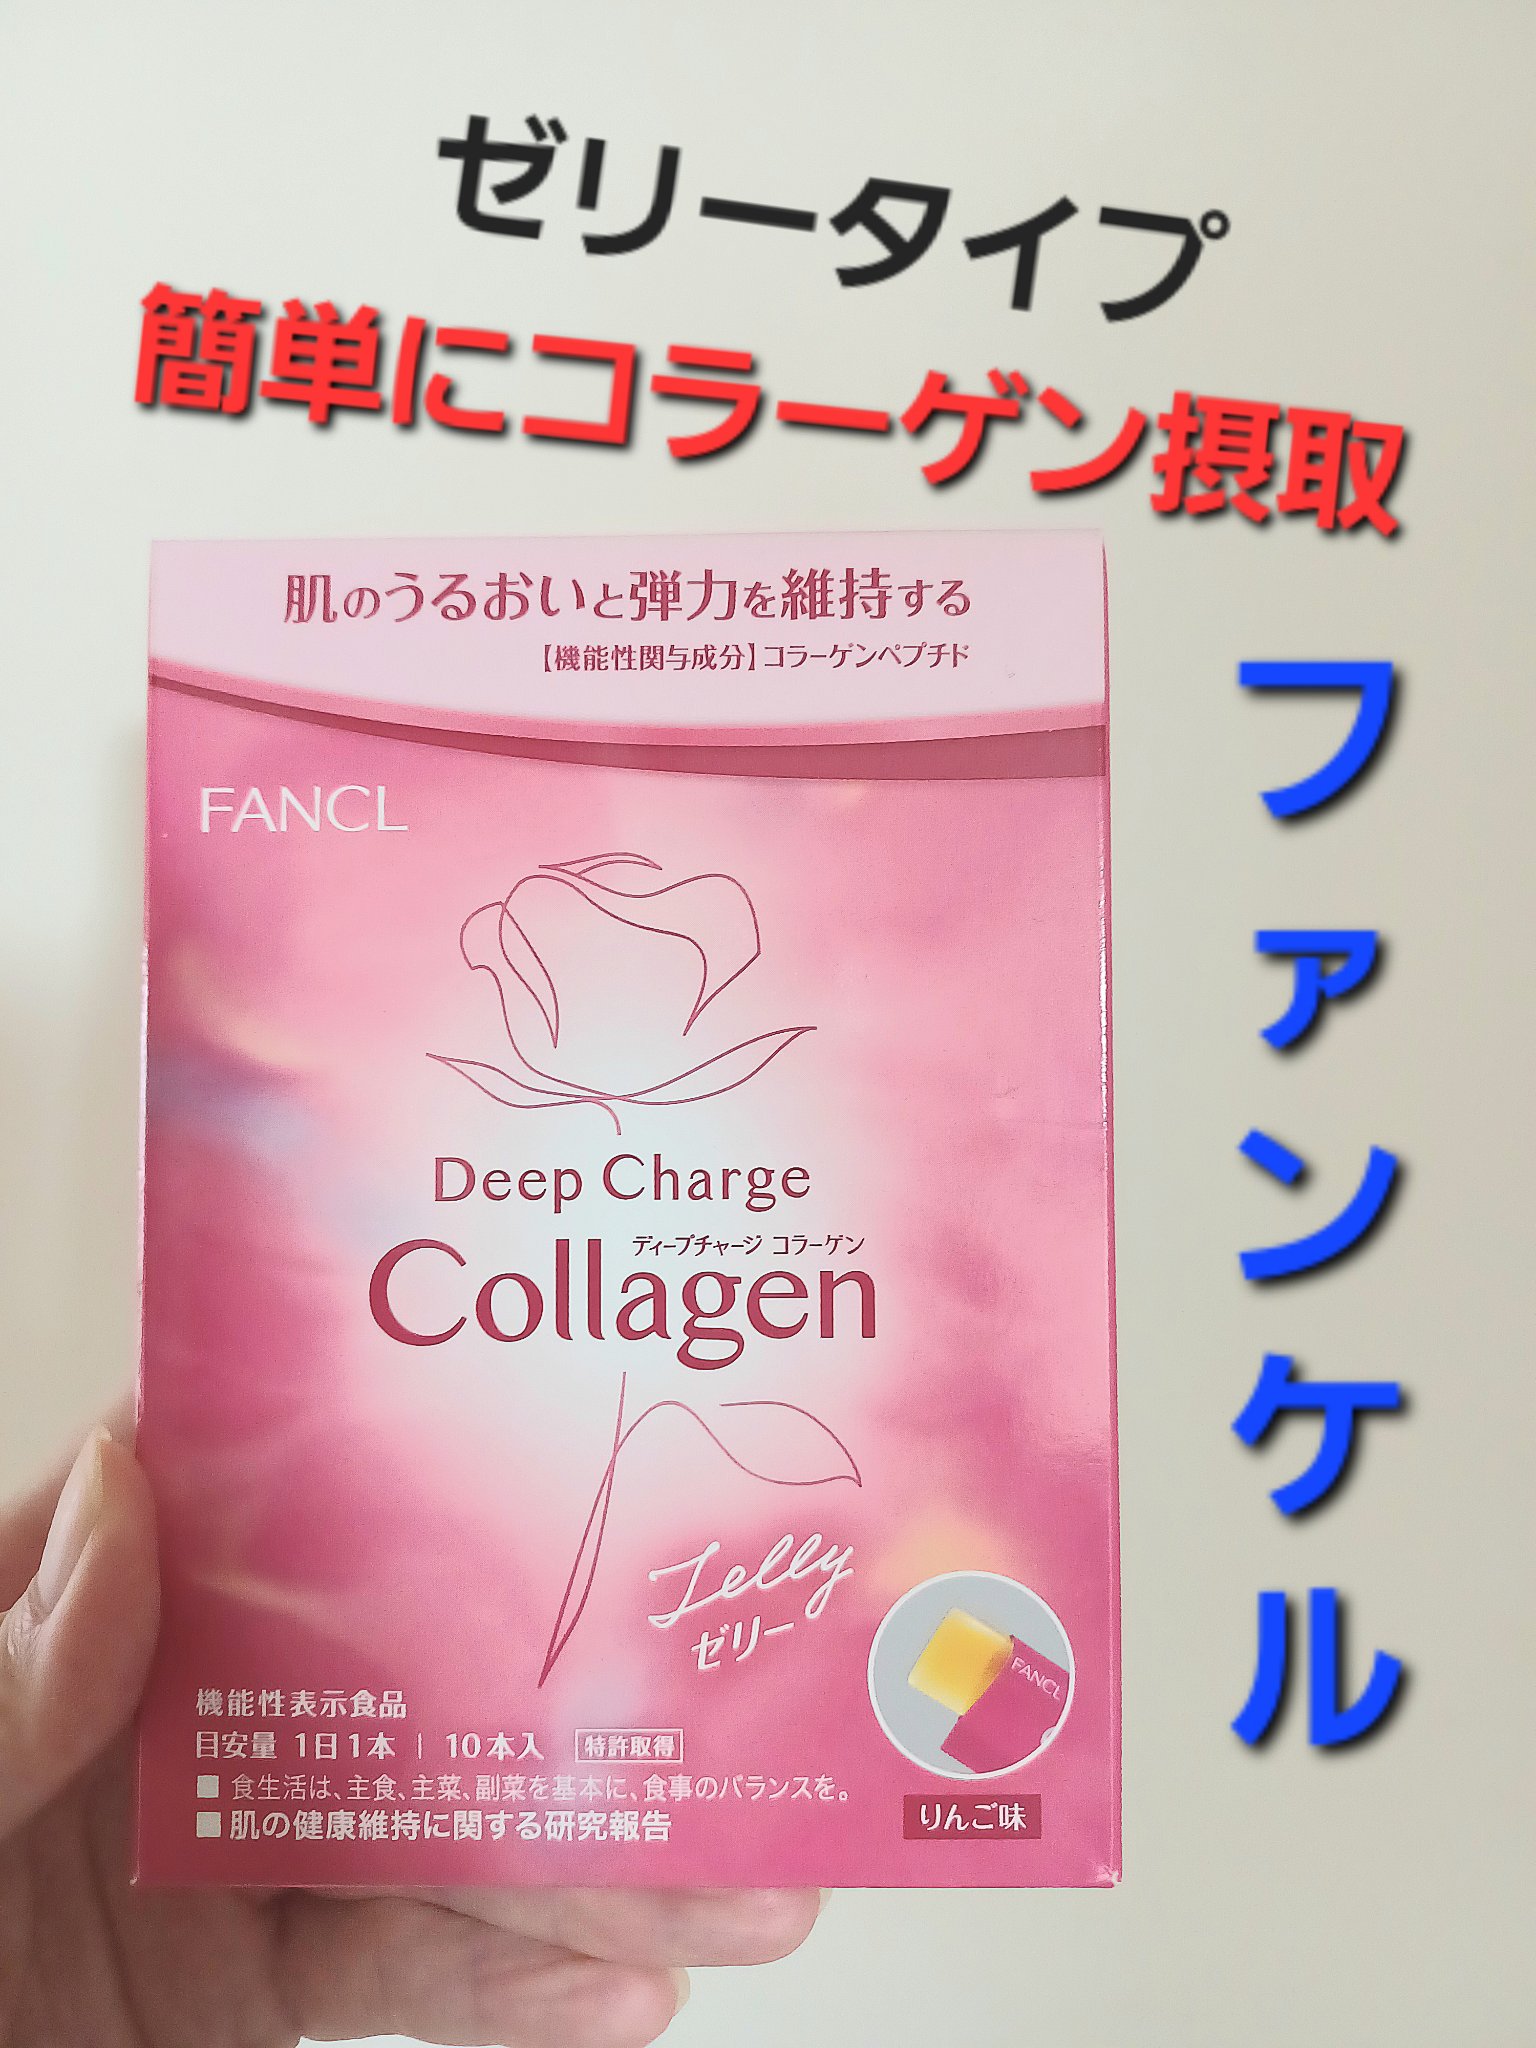 ゼリータイプ
簡単にコラーゲン摂取
ファンケル
肌のうるおいと弾力を維持する
【機能性関与成分】コラーゲンペプチド
FANCL
Deep Charge
ディープチャージ コラーゲン
Collagen
Jelly
ゼリー
FANCL
機能性表示食品
目安量 1日1本 | 10本入 特許取得
■ 食生活は、主食、主菜、副菜を基本に、食事のバランスを。
■ 肌の健康維持に関する研究報告
りんご味